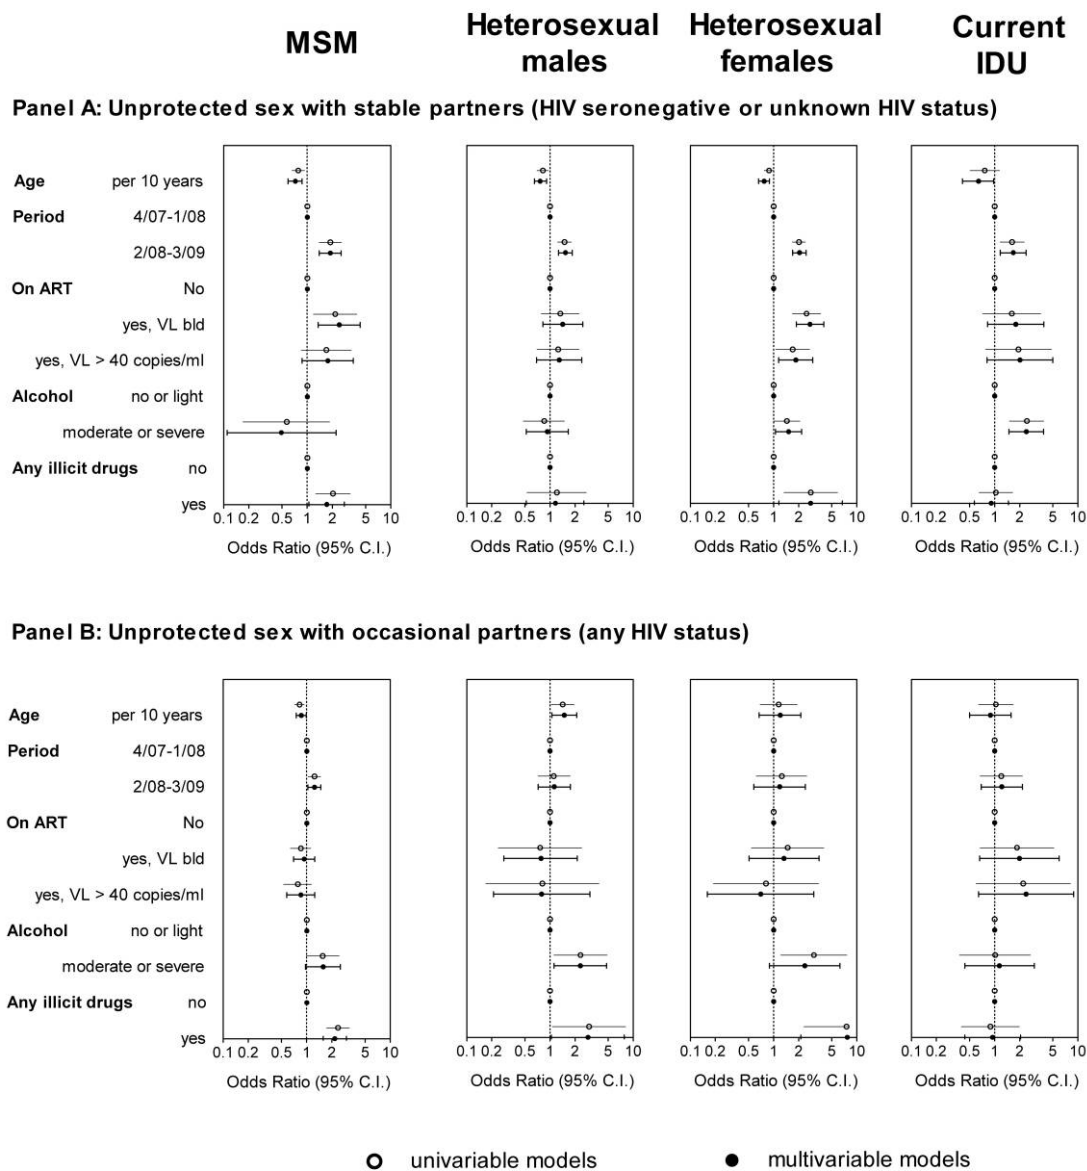 MSM
Heterosexual males
Heterosexual females
Current IDU
Panel A: Unprotected sex with stable partners (HIV seronegative or unknown HIV status)
Age per 10 years
Period 4/07-1/08
2/08-3/09
On ART No
yes, VL bld
yes, VL > 40 copies/ml
Alcohol no or light
moderate or severe
Any illicit drugs no
yes
0.1 0.2 0.5 1 2 5 10 0.1 0.2 0.5 1 2 5 10 0.1 0.2 0.5 1 2 5 10 0.1 0.2 0.5 1 2 5 10
Odds Ratio (95% C.I.) Odds Ratio (95% C.I.) Odds Ratio (95% C.I.) Odds Ratio (95% C.I.)
Panel B: Unprotected sex with occasional partners (any HIV status)
Age per 10 years
Period 4/07-1/08
2/08-3/09
On ART No
yes, VL bld
yes, VL > 40 copies/ml
Alcohol no or light
moderate or severe
Any illicit drugs no
yes
0.1 0.2 0.5 1 2 5 10 0.1 0.2 0.5 1 2 5 10 0.1 0.2 0.5 1 2 5 10 0.1 0.2 0.5 1 2 5 10
Odds Ratio (95% C.I.) Odds Ratio (95% C.I.) Odds Ratio (95% C.I.) Odds Ratio (95% C.I.)
univariable models multivariable models